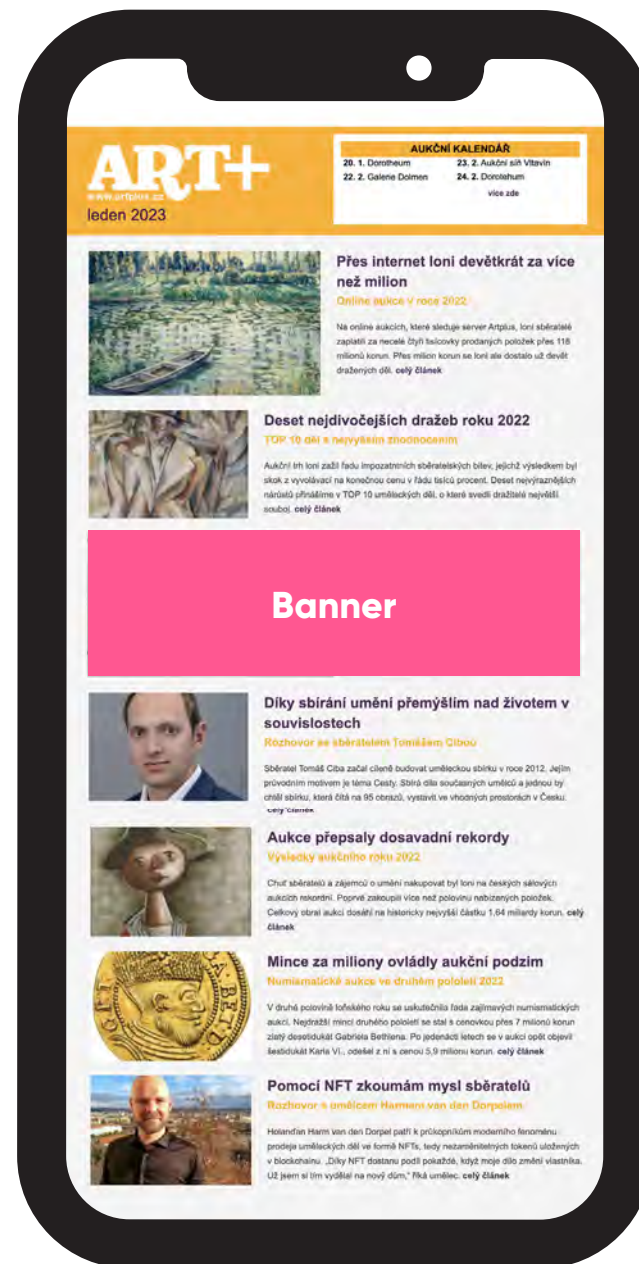 ART+
www.artplus.cz
leden 2023
AUKČNÍ KALENDÁŘ
20. 1. Dorotheum
22. 2. Galerie Dolmen
23. 2. Aukční síň Vltavín
24. 2. Dorotehum
více zde
Přes internet loni devětkrát za více
než milion
Online aukce v roce 2022
Na online aukcích, které sleduje server Artplus, loni sběratelé
zaplatili za necelé čtyři tisícovky prodaných položek přes 118
milionů korun. Přes milion korun se loni ale dostalo už devět
dražených děl. celý článek
Deset nejdivočejších dražeb roku 2022
TOP 10 děl s nejvyšším zhodnocením
Aukční trh loni zažil řadu impozantních sběratelských bitev, jejichž výsledkem byl
skok z vyvolávací na konečnou cenu v řádu tisíců procent. Deset nejvýraznějších
nárůstů přinášíme v TOP 10 uměleckých děl, o které svedli dražitelé největší
souboj. celý článek
Banner
Díky sbírání umění přemýšlím nad životem v
souvislostech
Rozhovor se sběratelem Tomášem Cibou
Sběratel Tomáš Ciba začal cíleně budovat uměleckou sbírku v roce 2012. Jejím
průvodním motivem je téma Cesty. Sbírá díla současných umělců a jednou by
chtěl sbírku, která čítá na 95 obrazů, vystavit ve vhodných prostorách v Česku.
celý článek
Aukce přepsaly dosavadní rekordy
Výsledky aukčního roku 2022
Chuť sběratelů a zájemců o umění nakupovat byl loni na českých sálových
aukcích rekordní. Poprvé zakoupili více než polovinu nabízených položek.
Celkový obrat aukcí dosáhl na historicky nejvyšší částku 1,64 miliardy korun. celý
článek
Mince za miliony ovládly aukční podzim
Numismatické aukce ve druhém pololetí 2022
V druhé polovině loňského roku se uskutečnila řada zajímavých numismatických
aukcí. Nejdražší mincí druhého pololetí se stal s cenovkou přes 7 milionů korun
zlatý desetidukát Gabriela Bethlena. Po jedenácti letech se v aukci opět objevil
šestidukát Karla VI., odešel z ní s cenou 5,9 milionu korun. celý článek
Pomocí NFT zkoumám mysl sběratelů
Rozhovor s umělcem Harmem van den Dorpelem
Holanďan Harm van den Dorpel patří k průkopníkům moderního fenoménu
prodeje uměleckých děl ve formě NFTs, tedy nezaměnitelných tokenů uložených
v blockchainu. „Díky NFT dostanu podíl pokaždé, když moje dílo změní vlastníka.
Už jsem si tím vydělal na nový dům,“ říká umělec. celý článek